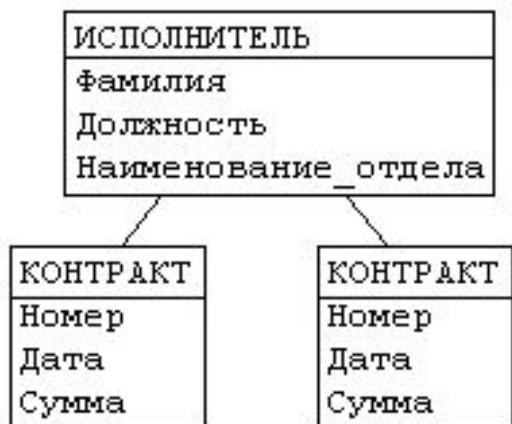 ИСПОЛНИТЕЛЬ
Фамилия
Должность
Наименование_отдела
КОНТРАКТ
Номер
Дата
Сумма
КОНТРАКТ
Номер
Дата
Сумма